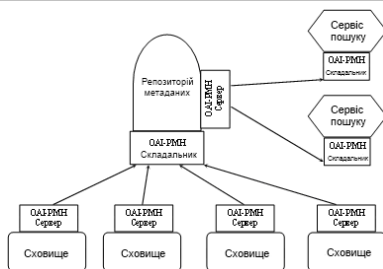 Сервіс
пошуку
OAI-PMH
Складальник
Репозиторій
метаданих
OAI-PMH
Сервер
Сервіс
пошуку
OAI-PMH
Складальник
OAI-PMH
Складальник
OAI-PMH
Сервер
OAI-PMH
Сервер
OAI-PMH
Сервер
OAI-PMH
Сервер
Сховище
Сховище
Сховище
Сховище